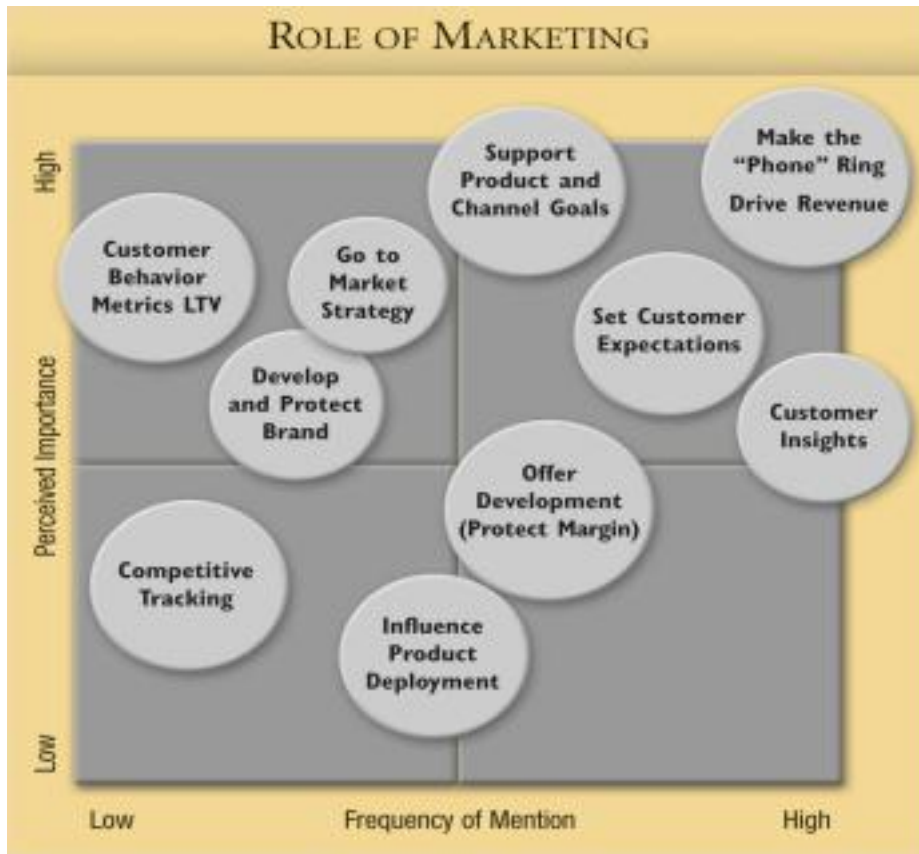 ROLE OF MARKETING
High
Perceived Importance
Low
Customer
Behavior
Metrics LTV
Go to
Market
Strategy
Develop
and Protect
Brand
Support
Product and
Channel Goals
Make the
“Phone” Ring
Drive Revenue
Set Customer
Expectations
Customer
Insights
Offer
Development
(Protect Margin)
Competitive
Tracking
Influence
Product
Deployment
Low
Frequency of Mention
High